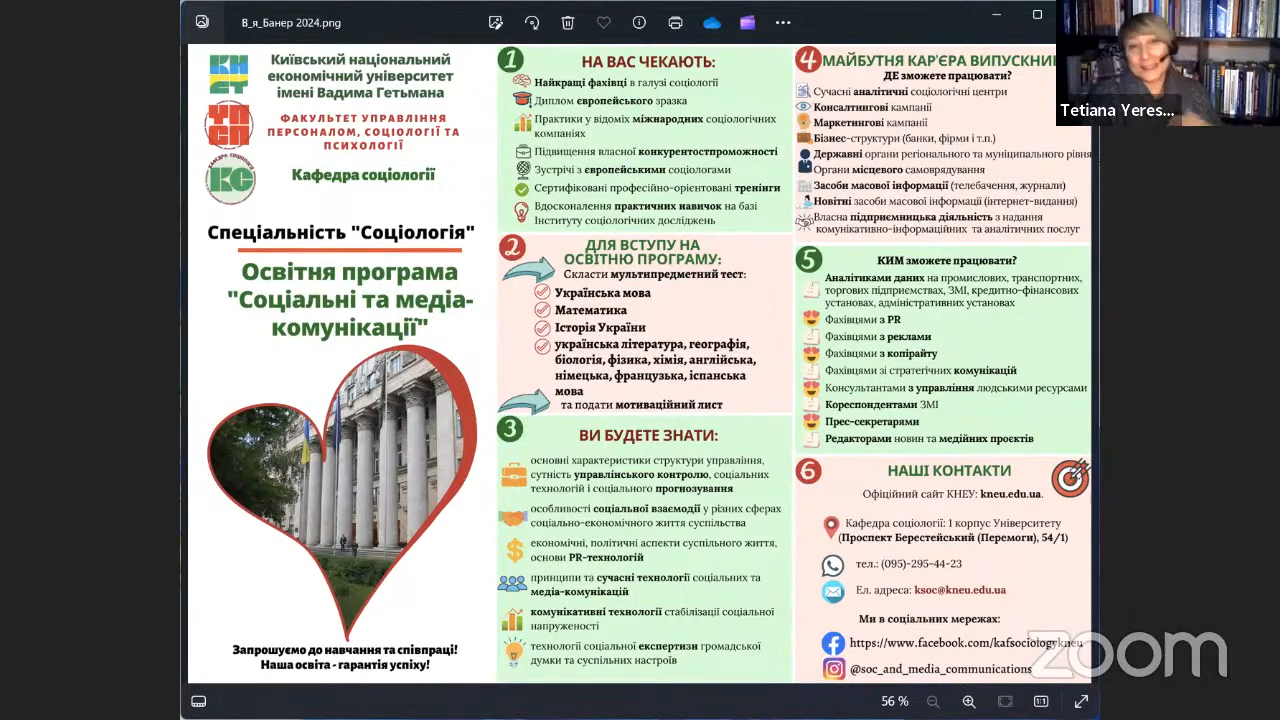 В_я_Банер 2024.png
Tetiana Yeres...
КНЕУ
УПСП
КАФЕДРА СОЦІОЛОГІЇ
КС
Київський національний
економічний університет
імені Вадима Гетьмана
ФАКУЛЬТЕТ УПРАВЛІННЯ
ПЕРСОНАЛОМ, СОЦІОЛОГІЇ ТА
ПСИХОЛОГІЇ
Кафедра соціології
Спеціальність "Соціологія"
Освітня програма
"Соціальні та медіа-
комунікації"
Запрошуємо до навчання та співпраці!
Наша освіта - гарантія успіху!
1
НА ВАС ЧЕКАЮТЬ:
Найкращі фахівці в галузі соціології
Диплом європейського зразка
Практики у відомих міжнародних соціологічних
компаніях
Підвищення власної конкурентостпроможності
Зустрічі з європейськими соціологами
Сертифіковані професійно-орієнтовані тренінги
Вдосконалення практичних навичок на базі
Інституту соціологічних досліджень
2
ДЛЯ ВСТУПУ НА
ОСВІТНЮ ПРОГРАМУ:
Скласти мультипредметний тест:
Українська мова
Математика
Історія України
українська література, географія,
біологія, фізика, хімія, англійська,
німецька, французька, іспанська
мова
та подати мотиваційний лист
3
ВИ БУДЕТЕ ЗНАТИ:
основні характеристики структури управління,
сутність управлінського контролю, соціальних
технологій і соціального прогнозування
особливості соціальної взаємодії у різних сферах
соціально-економічного життя суспільства
економічні, політичні аспекти суспільного життя,
основи PR-технологій
принципи та сучасні технології соціальних та
медіа-комунікацій
комунікативні технології стабілізації соціальної
напруженості
технології соціальної експертизи громадської
думки та суспільних настроїв
4
МАЙБУТНЯ КАР'ЄРА ВИПУСКНИ
ДЕ зможете працювати?
Сучасні аналітичні соціологічні центри
Консалтингові кампанії
Маркетингові кампанії
Бізнес-структури (банки, фірми і т.п.)
Державні органи регіонального та муніципального рівня
Органи місцевого самоврядування
Засоби масової інформації (телебачення, журнали)
Новітні засоби масової інформації (інтернет-видання)
Власна підприємницька діяльність з надання
комунікативно-інформаційних та аналітичних послуг
5
КИМ зможете працювати?
Аналітиками даних на промислових, транспортних,
торгових підприємствах, ЗМІ, кредитно-фінансових
установах, адміністративних установах
Фахівцями з PR
Фахівцями з реклами
Фахівцями з копірайту
Фахівцями зі стратегічних комунікацій
Консультантами з управління людськими ресурсами
Кореспондентами ЗМІ
Прес-секретарями
Редакторами новин та медійних проєктів
6
НАШІ КОНТАКТИ
Офіційний сайт КНЕУ: kneu.edu.ua.
Кафедра соціології: 1 корпус Університету
(Проспект Берестейський (Перемоги), 54/1)
тел.: (095)-295-44-23
Ел. адреса: ksoc@kneu.edu.ua
Ми в соціальних мережах:
https://www.facebook.com/kafsociologykneu
@soc_and_media_communications
zoom
56 %
1:1